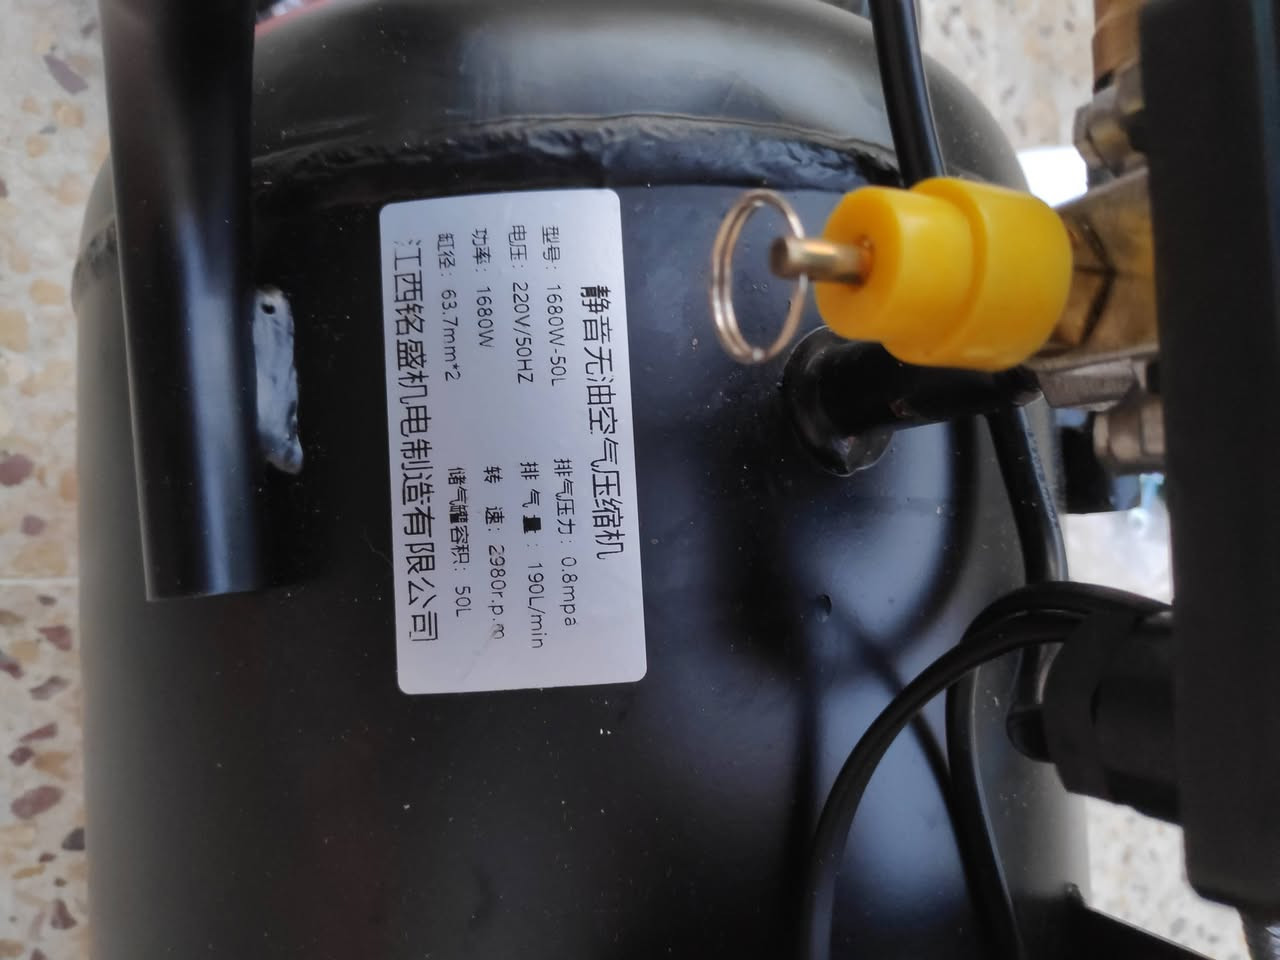 静音无油空气压缩机
型号: 1680W-50L 排气压力: 0.8mpa
电压: 220V/50HZ 排气量: 190L/min
功率: 1680W 转速: 2980r.p.m
缸径: 63.7mm*2 储气罐容积: 50L
江西铭盛机电制造有限公司